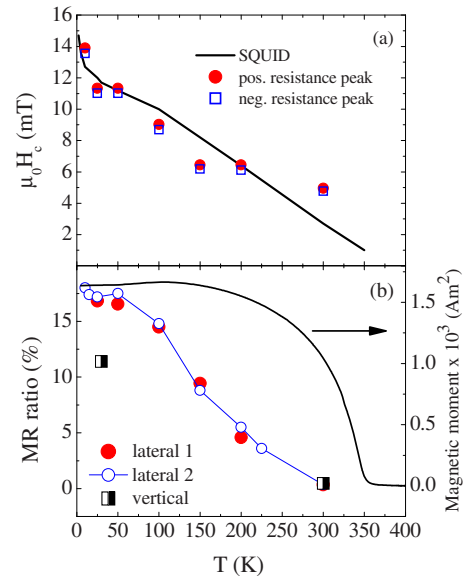 16
14
12
10
8
6
4
2
μ₀H_c (mT)
(a)
SQUID
pos. resistance peak
neg. resistance peak
(b)
15
10
5
0
MR ratio (%)
1.5
1.0
0.5
0.0
Magnetic moment x 10³ (Am²)
lateral 1
lateral 2
vertical
0 50 100 150 200 250 300 350 400
T (K)